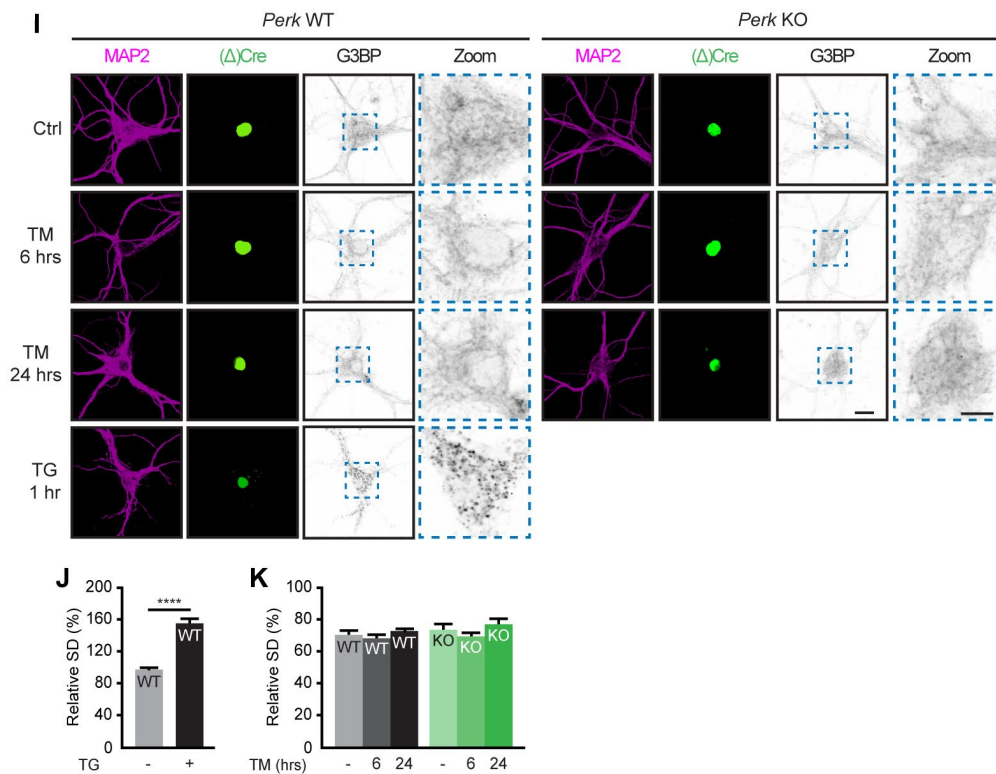 I
Perk WT
Perk KO
MAP2 (Δ)Cre G3BP Zoom MAP2 (Δ)Cre G3BP Zoom
Ctrl
TM
6 hrs
TM
24 hrs
TG
1 hr
J
200
160
120
80
40
0
Relative SD (%)
****
WT
WT
TG - +
K
100
80
60
40
20
0
Relative SD (%)
WT WT WT KO KO KO
TM (hrs) - 6 24 - 6 24